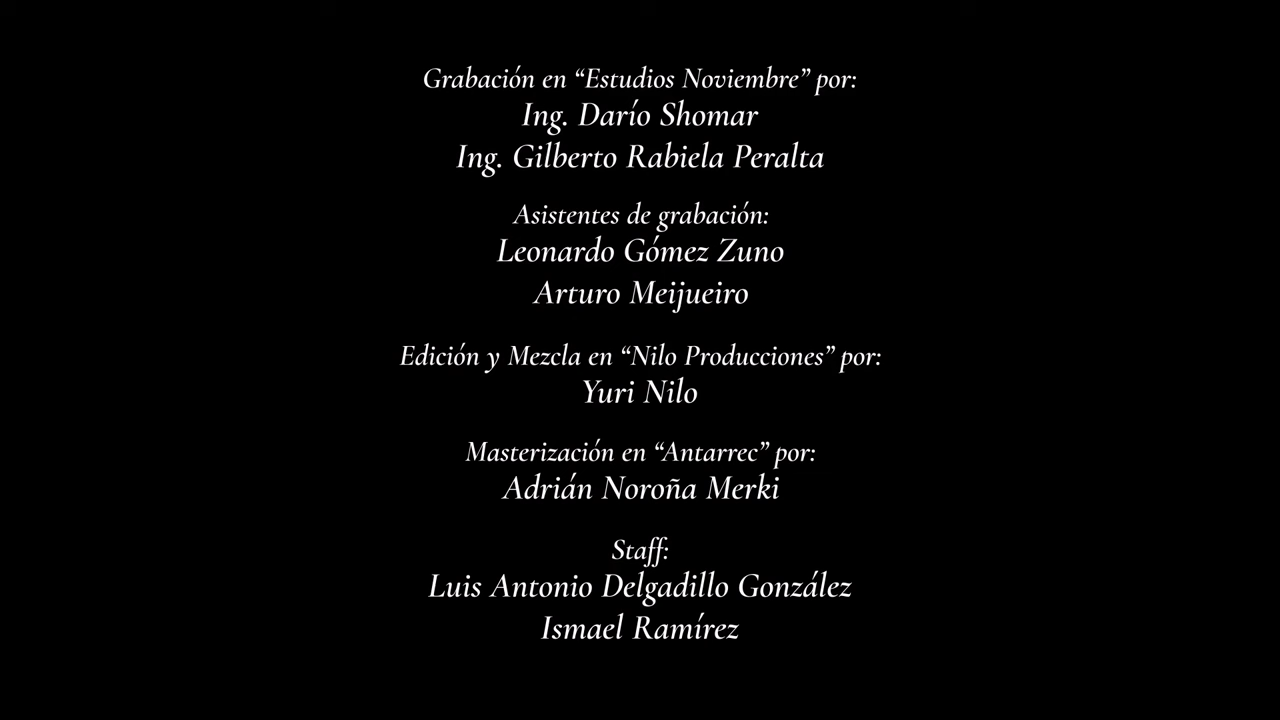 Grabación en “Estudios Noviembre” por:
Ing. Darío Shomar
Ing. Gilberto Rabiela Peralta
Asistentes de grabación:
Leonardo Gómez Zuno
Arturo Meijueiro
Edición y Mezcla en “Nilo Producciones” por:
Yuri Nilo
Masterización en “Antarrec” por:
Adrián Noroña Merki
Staff:
Luis Antonio Delgadillo González
Ismael Ramírez